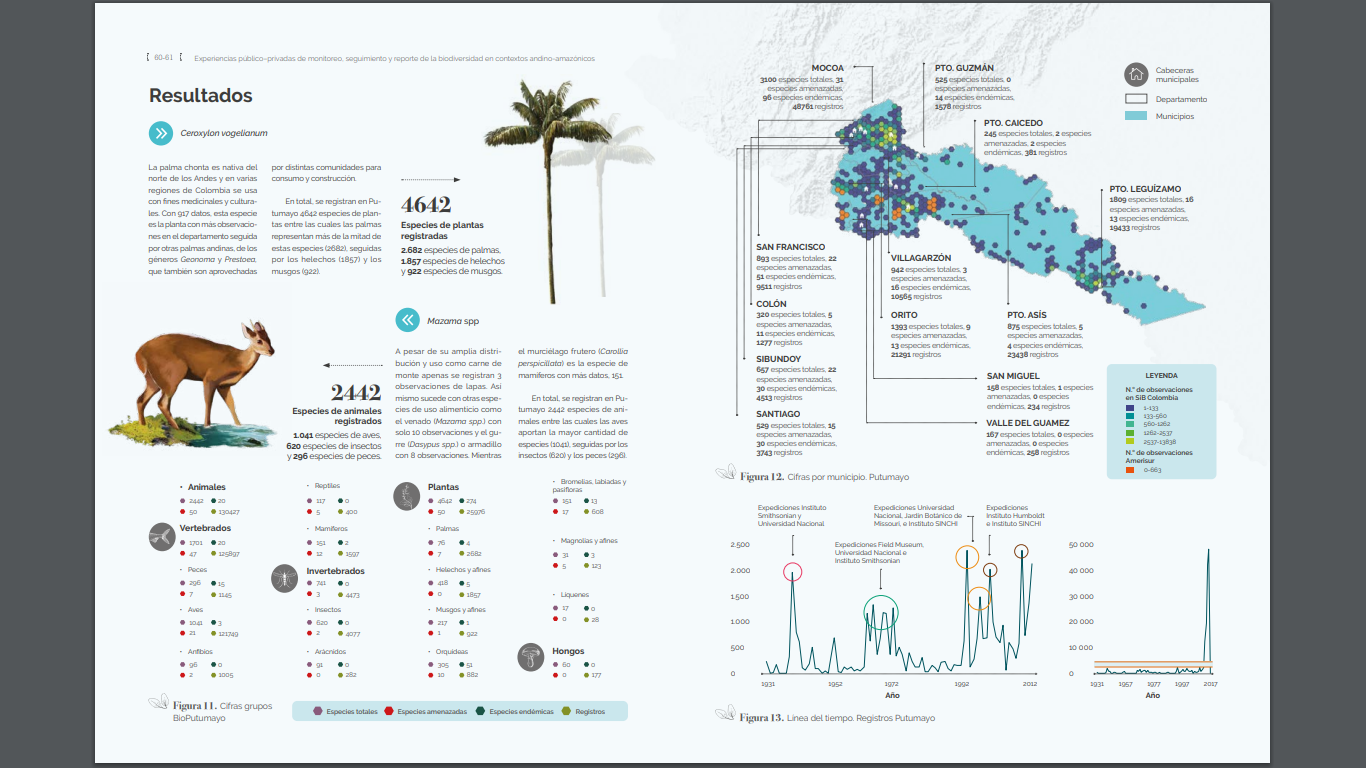 60-61 Experiencias público-privadas de monitoreo, seguimiento y reporte de la biodiversidad en contextos andino-amazónicos
Resultados
Ceroxylon vogelianum
La palma chonta es nativa del
norte de los Andes y en varias
regiones de Colombia se usa
con fines medicinales y cultura-
les. Con 917 datos, esta especie
es la planta con más observacio-
nes en el departamento seguida
por otras palmas andinas, de los
géneros Geonoma y Prestoea,
que también son aprovechadas
por distintas comunidades para
consumo y construcción.
En total, se registran en Pu-
tumayo 4642 especies de plan-
tas entre las cuales las palmas
representan más de la mitad de
estas especies (2682), seguidas
por los helechos (1857) y los
musgos (922).
4642
Especies de plantas
registradas
2.682 especies de palmas,
1.857 especies de helechos
y 922 especies de musgos.
Mazama spp
2442
Especies de animales
registrados
1.041 especies de aves,
620 especies de insectos
y 296 especies de peces.
A pesar de su amplia distri-
bución y uso como carne de
monte apenas se registran 3
observaciones de lapas. Así
mismo sucede con otras espe-
cies de uso alimenticio como
el venado (Mazama spp.) con
solo 10 observaciones y el gu-
rre (Dasypus spp.) o armadillo
con 8 observaciones. Mientras
el murciélago frutero (Carollia
perspicillata) es la especie de
mamíferos con más datos, 151.
En total, se registran en Pu-
tumayo 2442 especies de ani-
males entre las cuales las aves
aportan la mayor cantidad de
especies (1041), seguidas por los
insectos (620) y los peces (296).
Animales
2442 20
50 130427
Vertebrados
1701 20
47 125897
Peces
296 15
7 1145
Aves
1041 3
21 121749
Anfibios
96 0
2 1005
Reptiles
117 0
5 400
Mamíferos
151 2
12 1597
Invertebrados
741 0
3 4473
Insectos
620 0
2 4077
Arácnidos
91 0
0 282
Plantas
4642 274
50 25976
Palmas
76 4
7 2682
Helechos y afines
418 5
0 1857
Musgos y afines
217 1
1 922
Orquídeas
305 51
10 882
Bromelias, labiadas y
pasifloras
151 13
17 608
Magnolias y afines
31 3
5 123
Líquenes
17 0
0 28
Hongos
60 0
0 177
Figura 11. Cifras grupos
BioPutumayo
Especies totales Especies amenazadas Especies endémicas Registros
MOCOA
3100 especies totales, 31
especies amenazadas,
96 especies endémicas,
48761 registros
PTO. GUZMÁN
525 especies totales, 0
especies amenazadas,
14 especies endémicas,
1578 registros
PTO. CAICEDO
245 especies totales, 2 especies
amenazadas, 2 especies
endémicas, 381 registros
PTO. LEGUÍZAMO
1809 especies totales, 16
especies amenazadas,
13 especies endémicas,
19433 registros
Cabeceras
municipales
Departamento
Municipios
SAN FRANCISCO
893 especies totales, 22
especies amenazadas,
51 especies endémicas,
9511 registros
COLÓN
320 especies totales, 5
especies amenazadas,
11 especies endémicas,
1277 registros
SIBUNDOY
657 especies totales, 22
especies amenazadas,
30 especies endémicas,
4513 registros
SANTIAGO
529 especies totales, 15
especies amenazadas,
30 especies endémicas,
3743 registros
VILLAGARZÓN
942 especies totales, 3
especies amenazadas,
16 especies endémicas,
10565 registros
ORITO
1393 especies totales, 9
especies amenazadas,
13 especies endémicas,
21291 registros
PTO. ASÍS
875 especies totales, 5
especies amenazadas,
4 especies endémicas,
23438 registros
SAN MIGUEL
158 especies totales, 1 especies
amenazadas, 0 especies
endémicas, 234 registros
VALLE DEL GUAMEZ
167 especies totales, 0 especies
amenazadas, 0 especies
endémicas, 258 registros
LEYENDA
N.° de observaciones
en SiB Colombia
1-133
133-560
560-1262
1262-2537
2537-13838
N.° de observaciones
Amerisur
0-663
Figura 12. Cifras por municipio. Putumayo
Expediciones Instituto
Smithsonian y
Universidad Nacional
Expediciones Field Museum,
Universidad Nacional e
Instituto Smithsonian
Expediciones Universidad
Nacional, Jardín Botánico de
Missouri, e Instituto SINCHI
Expediciones
Instituto Humboldt
e Instituto SINCHI
2.500
2.000
1,500
1.000
500
0
1931 1952 1972 1992 2012
Año
50 000
40 000
30 000
20 000
10 000
0
1931 1957 1977 1997 2017
Año
Figura 13. Línea del tiempo. Registros Putumayo